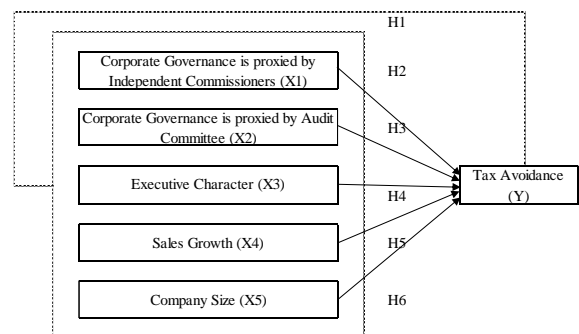 H1
Corporate Governance is proxied by
Independent Commissioners (X1)
H2
Corporate Governance is proxied by Audit
Committee (X2)
H3
Executive Character (X3)
Tax Avoidance
(Y)
H4
Sales Growth (X4)
H5
Company Size (X5)
H6